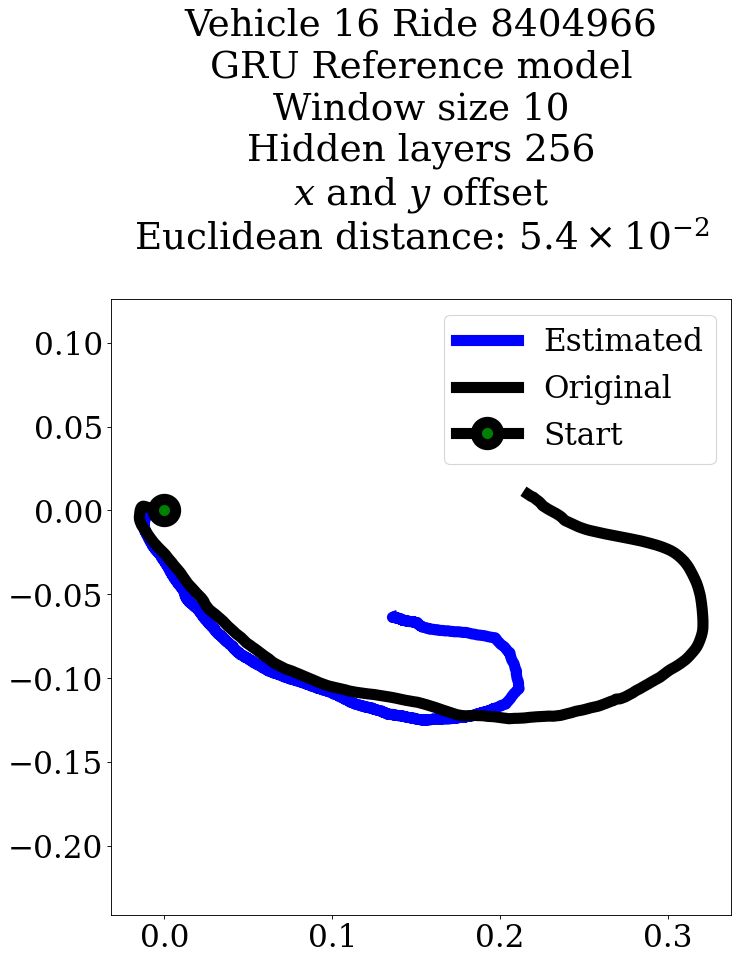 Vehicle 16 Ride 8404966
GRU Reference model
Window size 10
Hidden layers 256
x and y offset
Euclidean distance: 5.4 × 10⁻²
Estimated
Original
Start
0.10
0.05
0.00
−0.05
−0.10
−0.15
−0.20
0.0 0.1 0.2 0.3